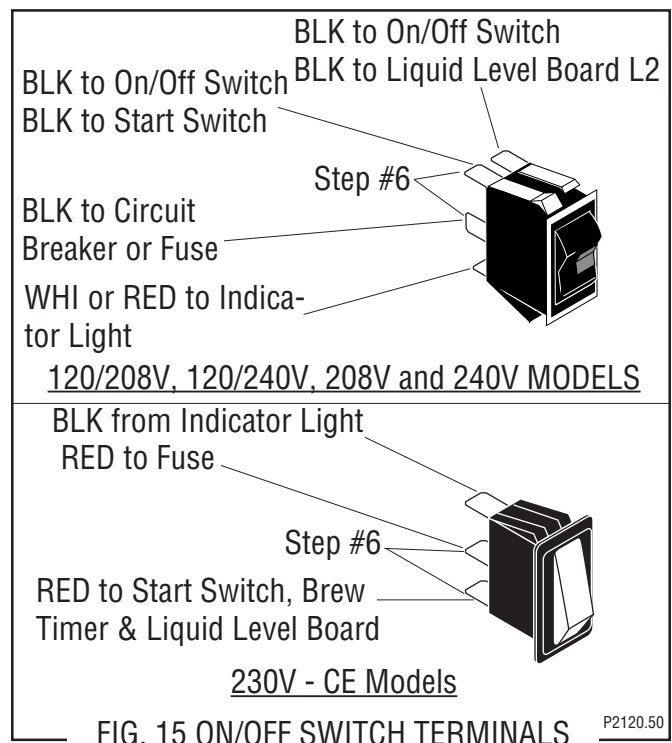 BLK to On/Off Switch
BLK to Liquid Level Board L2
BLK to On/Off Switch
BLK to Start Switch
Step #6
BLK to Circuit
Breaker or Fuse
WHI or RED to Indica-
tor Light
120/208V, 120/240V, 208V and 240V MODELS
BLK from Indicator Light
RED to Fuse
Step #6
RED to Start Switch, Brew
Timer & Liquid Level Board
230V - CE Models
FIG. 15 ON/OFF SWITCH TERMINALS
P2120.50